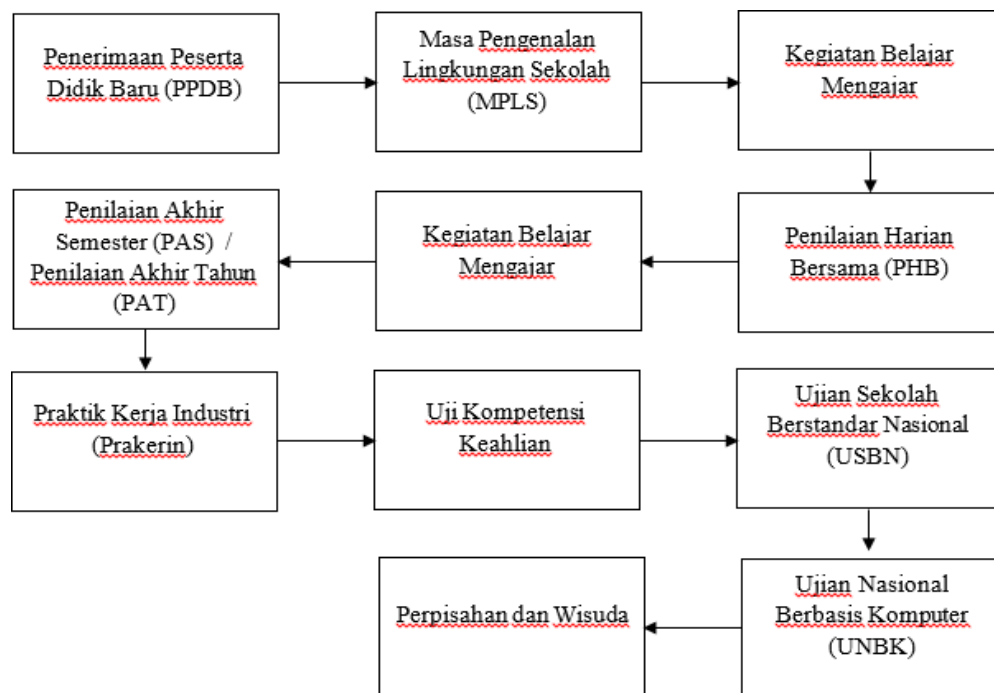 Penerimaan Peserta
Didik Baru (PPDB)
Masa Pengenalan
Lingkungan Sekolah
(MPLS)
Kegiatan Belajar
Mengajar
Penilaian Harian
Bersama (PHB)
Kegiatan Belajar
Mengajar
Penilaian Akhir
Semester (PAS) /
Penilaian Akhir Tahun
(PAT)
Praktik Kerja Industri
(Prakerin)
Uji Kompetensi
Keahlian
Ujian Sekolah
Berstandar Nasional
(USBN)
Ujian Nasional
Berbasis Komputer
(UNBK)
Perpisahan dan Wisuda